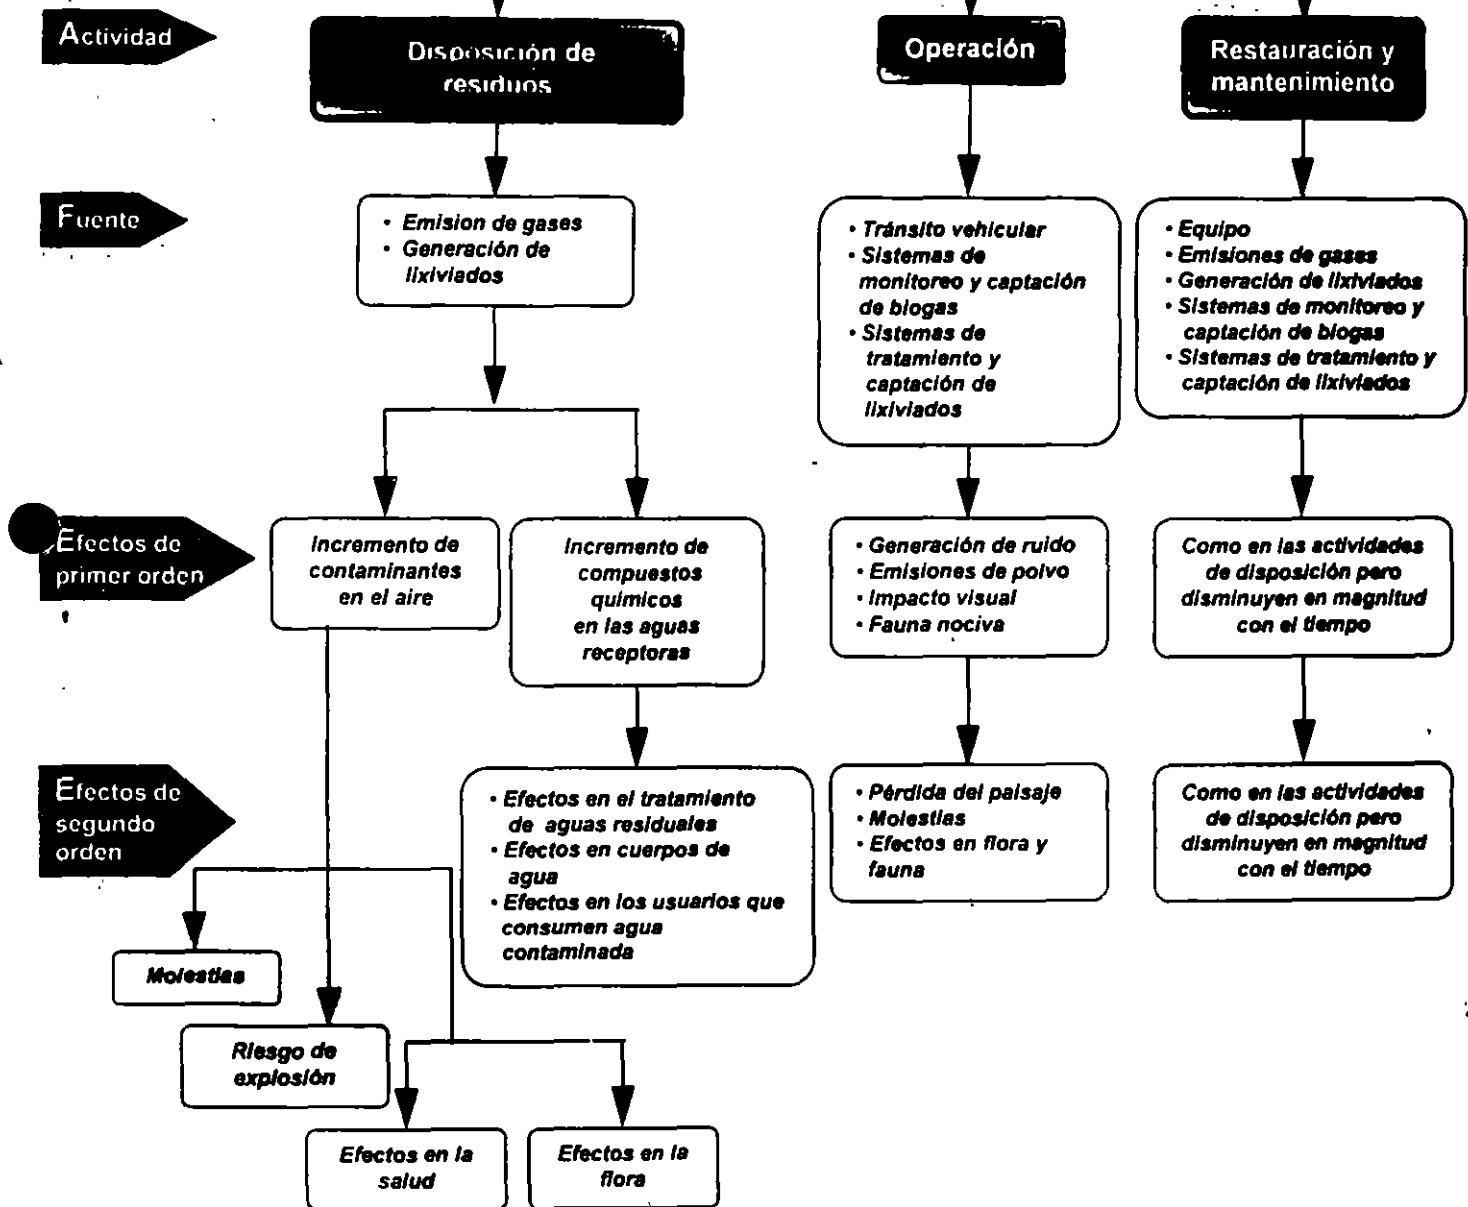 Actividad
Disposición de
residuos
Operación
Restauración y
mantenimiento
Fuente
• Emision de gases
• Generación de
lixiviados
• Tránsito vehicular
• Sistemas de
monitoreo y captación
de biogas
• Sistemas de
tratamiento y
captación de
lixiviados
• Equipo
• Emisiones de gases
• Generación de lixiviados
• Sistemas de monitoreo y
captación de biogas
• Sistemas de tratamiento y
captación de lixiviados
Efectos de
primer orden
Incremento de
contaminantes
en el aire
Incremento de
compuestos
químicos
en las aguas
receptoras
• Generación de ruido
• Emisiones de polvo
• Impacto visual
• Fauna nociva
Como en las actividades
de disposición pero
disminuyen en magnitud
con el tiempo
Efectos de
segundo
orden
• Efectos en el tratamiento
de aguas residuales
• Efectos en cuerpos de
agua
• Efectos en los usuarios que
consumen agua
contaminada
• Pérdida del paisaje
• Molestias
• Efectos en flora y
fauna
Como en las actividades
de disposición pero
disminuyen en magnitud
con el tiempo
Molestias
Riesgo de
explosión
Efectos en la
salud
Efectos en la
flora